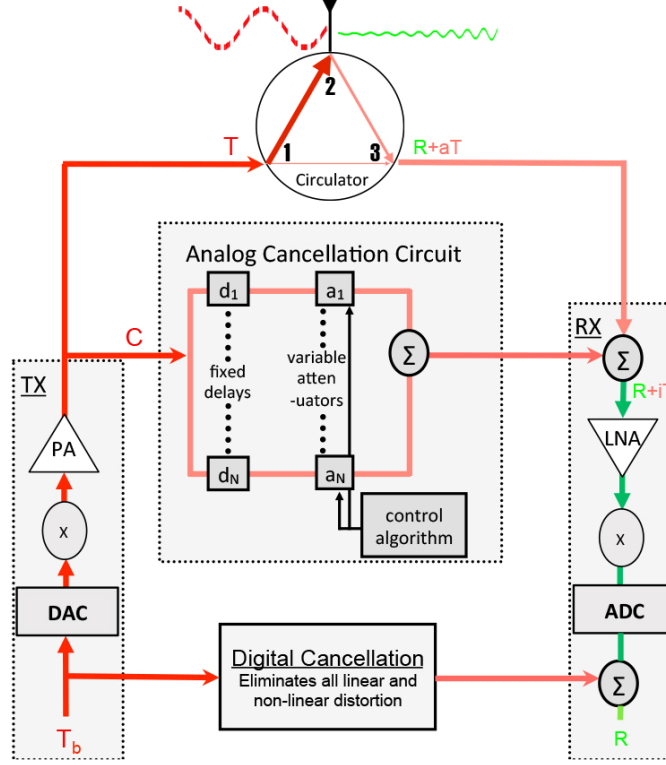 2
T
1
3
R+aT
Circulator
Analog Cancellation Circuit
d1
a1
C
Σ
RX
Σ
fixed
delays
variable
atten
-uators
TX
R+iT
PA
LNA
dN
aN
control
algorithm
x
x
DAC
ADC
Digital Cancellation
Eliminates all linear and
non-linear distortion
Σ
Tb
R